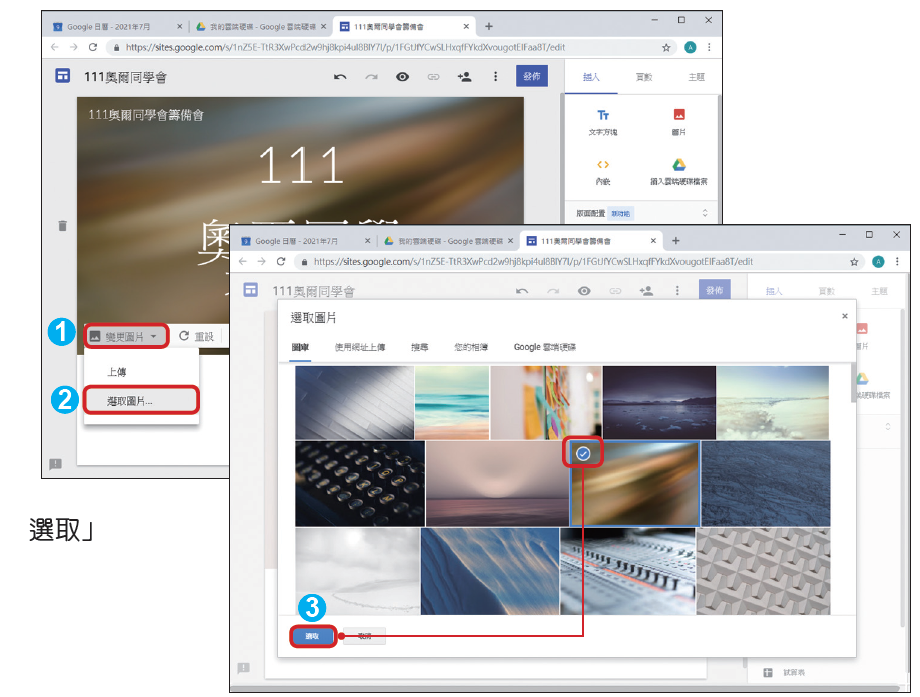 Google 日曆 - 2021年7月
我的雲端硬碟 - Google 雲端硬碟
111奧爾同學會籌備會
https://sites.google.com/s/1nZ5E-TtR3XwPcd2w9hj8kpi4ul8BlY7l/p/1FGtJfYCwSLHxqfFYkdXvougotElFaa8T/edit
A
111奧爾同學會
發佈
插入
頁數
主題
111奧爾同學會籌備會
111
文字方塊
圖片
內嵌
插入雲端硬碟檔案
版面配置 新功能
1
變更圖片
重設
上傳
2
選取圖片...
選取」
Google 日曆 - 2021年7月
我的雲端硬碟 - Google 雲端硬碟
111奧爾同學會籌備會
https://sites.google.com/s/1nZ5E-TtR3XwPcd2w9hj8kpi4ul8BlY7l/p/1FGtJfYCwSLHxqfFYkdXvougotElFaa8T/edit
A
111奧爾同學會
發佈
插入
頁數
主題
選取圖片
圖庫
使用網址上傳
搜尋
您的相簿
Google 雲端硬碟
3
選取
取消
試算表